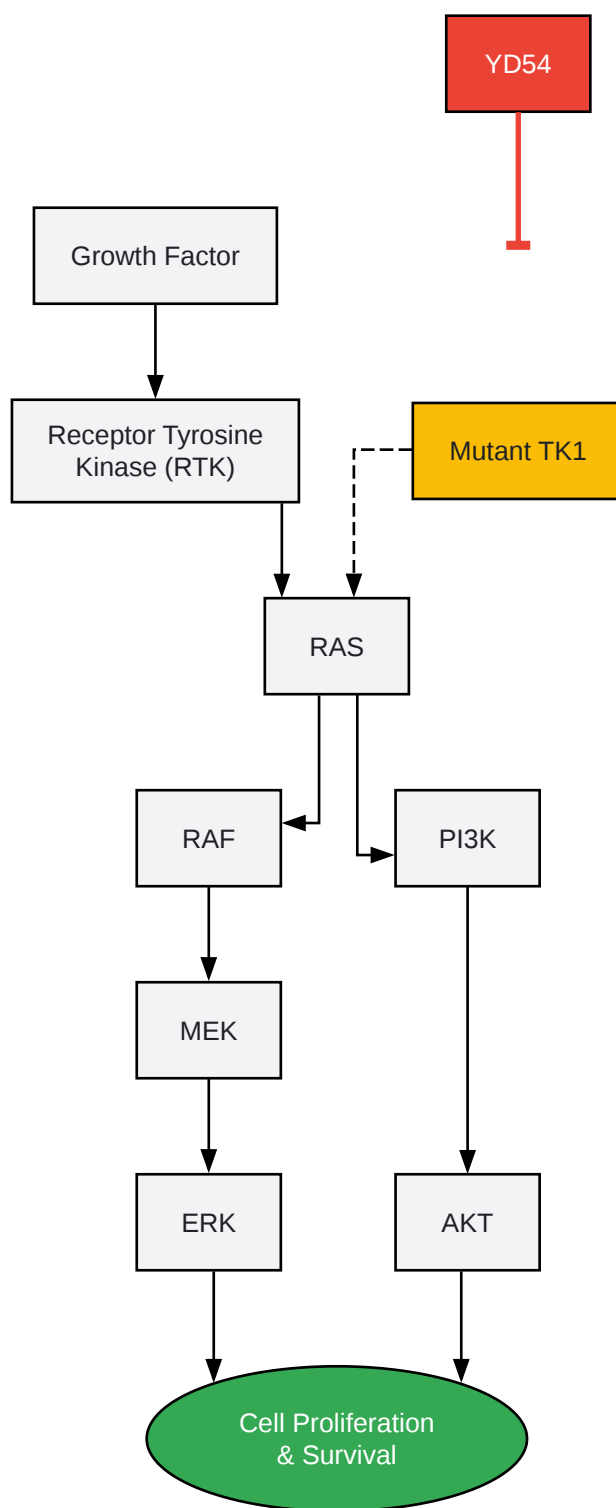 YD54
Growth Factor
Receptor Tyrosine
Kinase (RTK)
Mutant TK1
RAS
RAF
PI3K
MEK
ERK
AKT
Cell Proliferation
& Survival